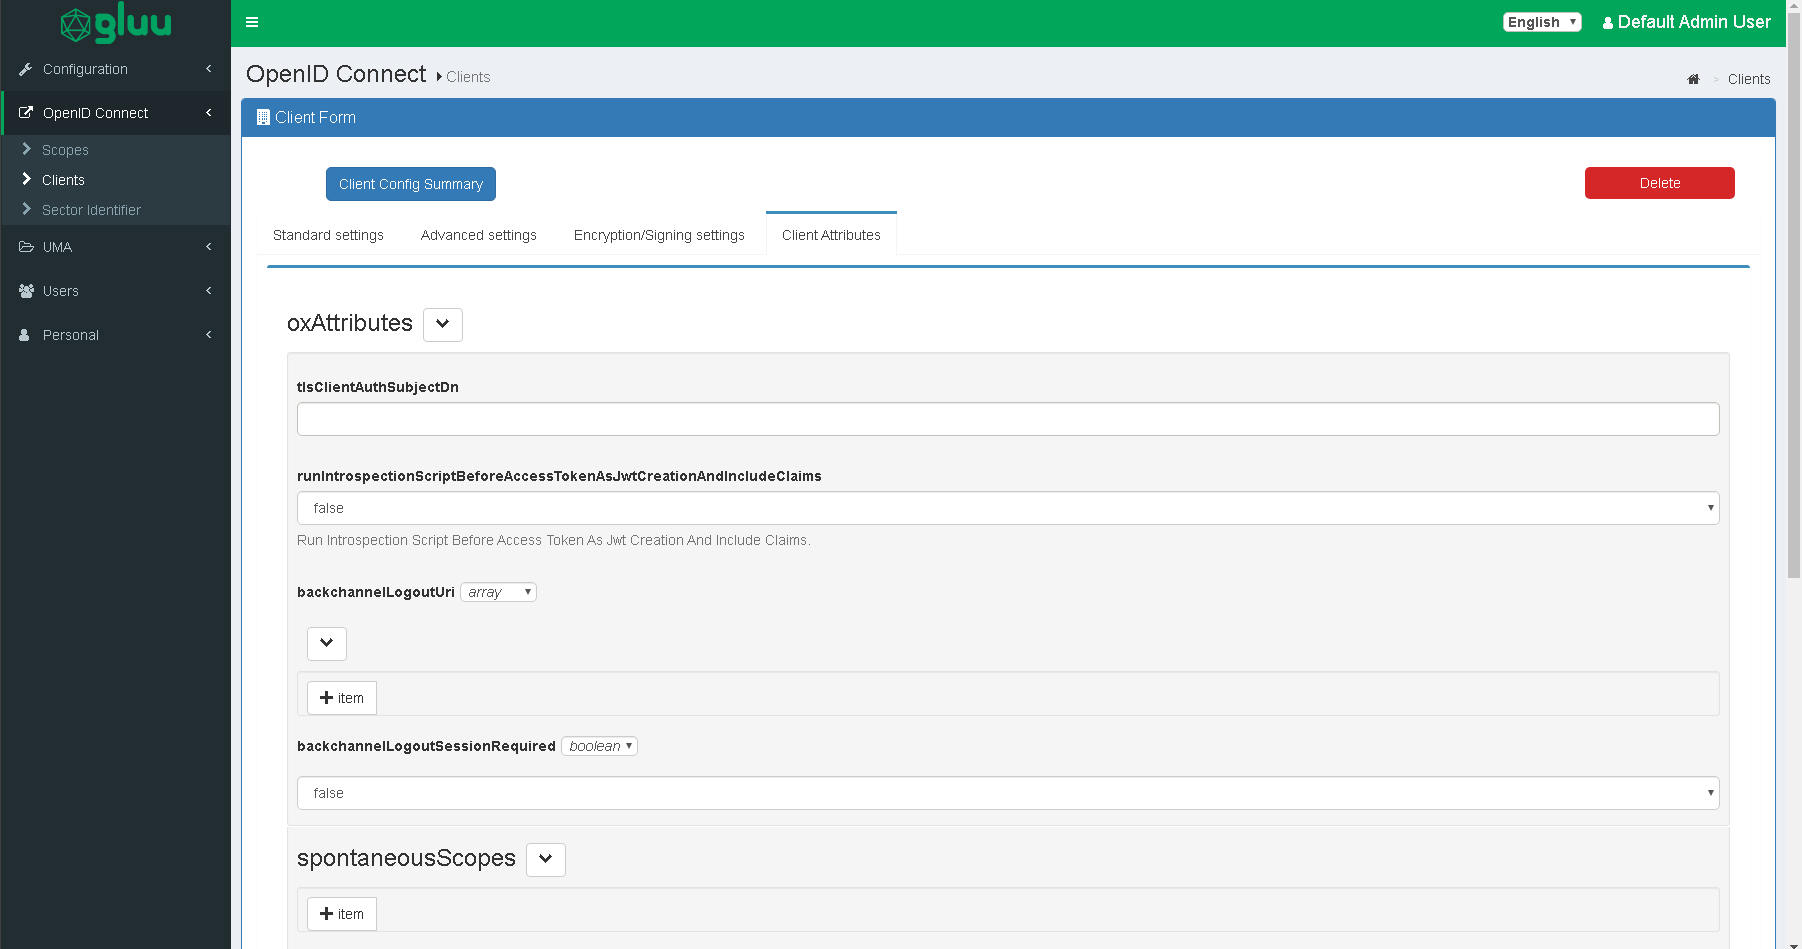 gluu
English
Default Admin User
Configuration
OpenID Connect
Scopes
Clients
Sector Identifier
UMA
Users
Personal
OpenID Connect Clients
> Clients
Client Form
Client Config Summary
Delete
Standard settings
Advanced settings
Encryption/Signing settings
Client Attributes
oxAttributes
tlsClientAuthSubjectDn
runIntrospectionScriptBeforeAccessTokenAsJwtCreationAndIncludeClaims
false
Run Introspection Script Before Access Token As Jwt Creation And Include Claims.
backchannelLogoutUri array
item
backchannelLogoutSessionRequired boolean
false
spontaneousScopes
item